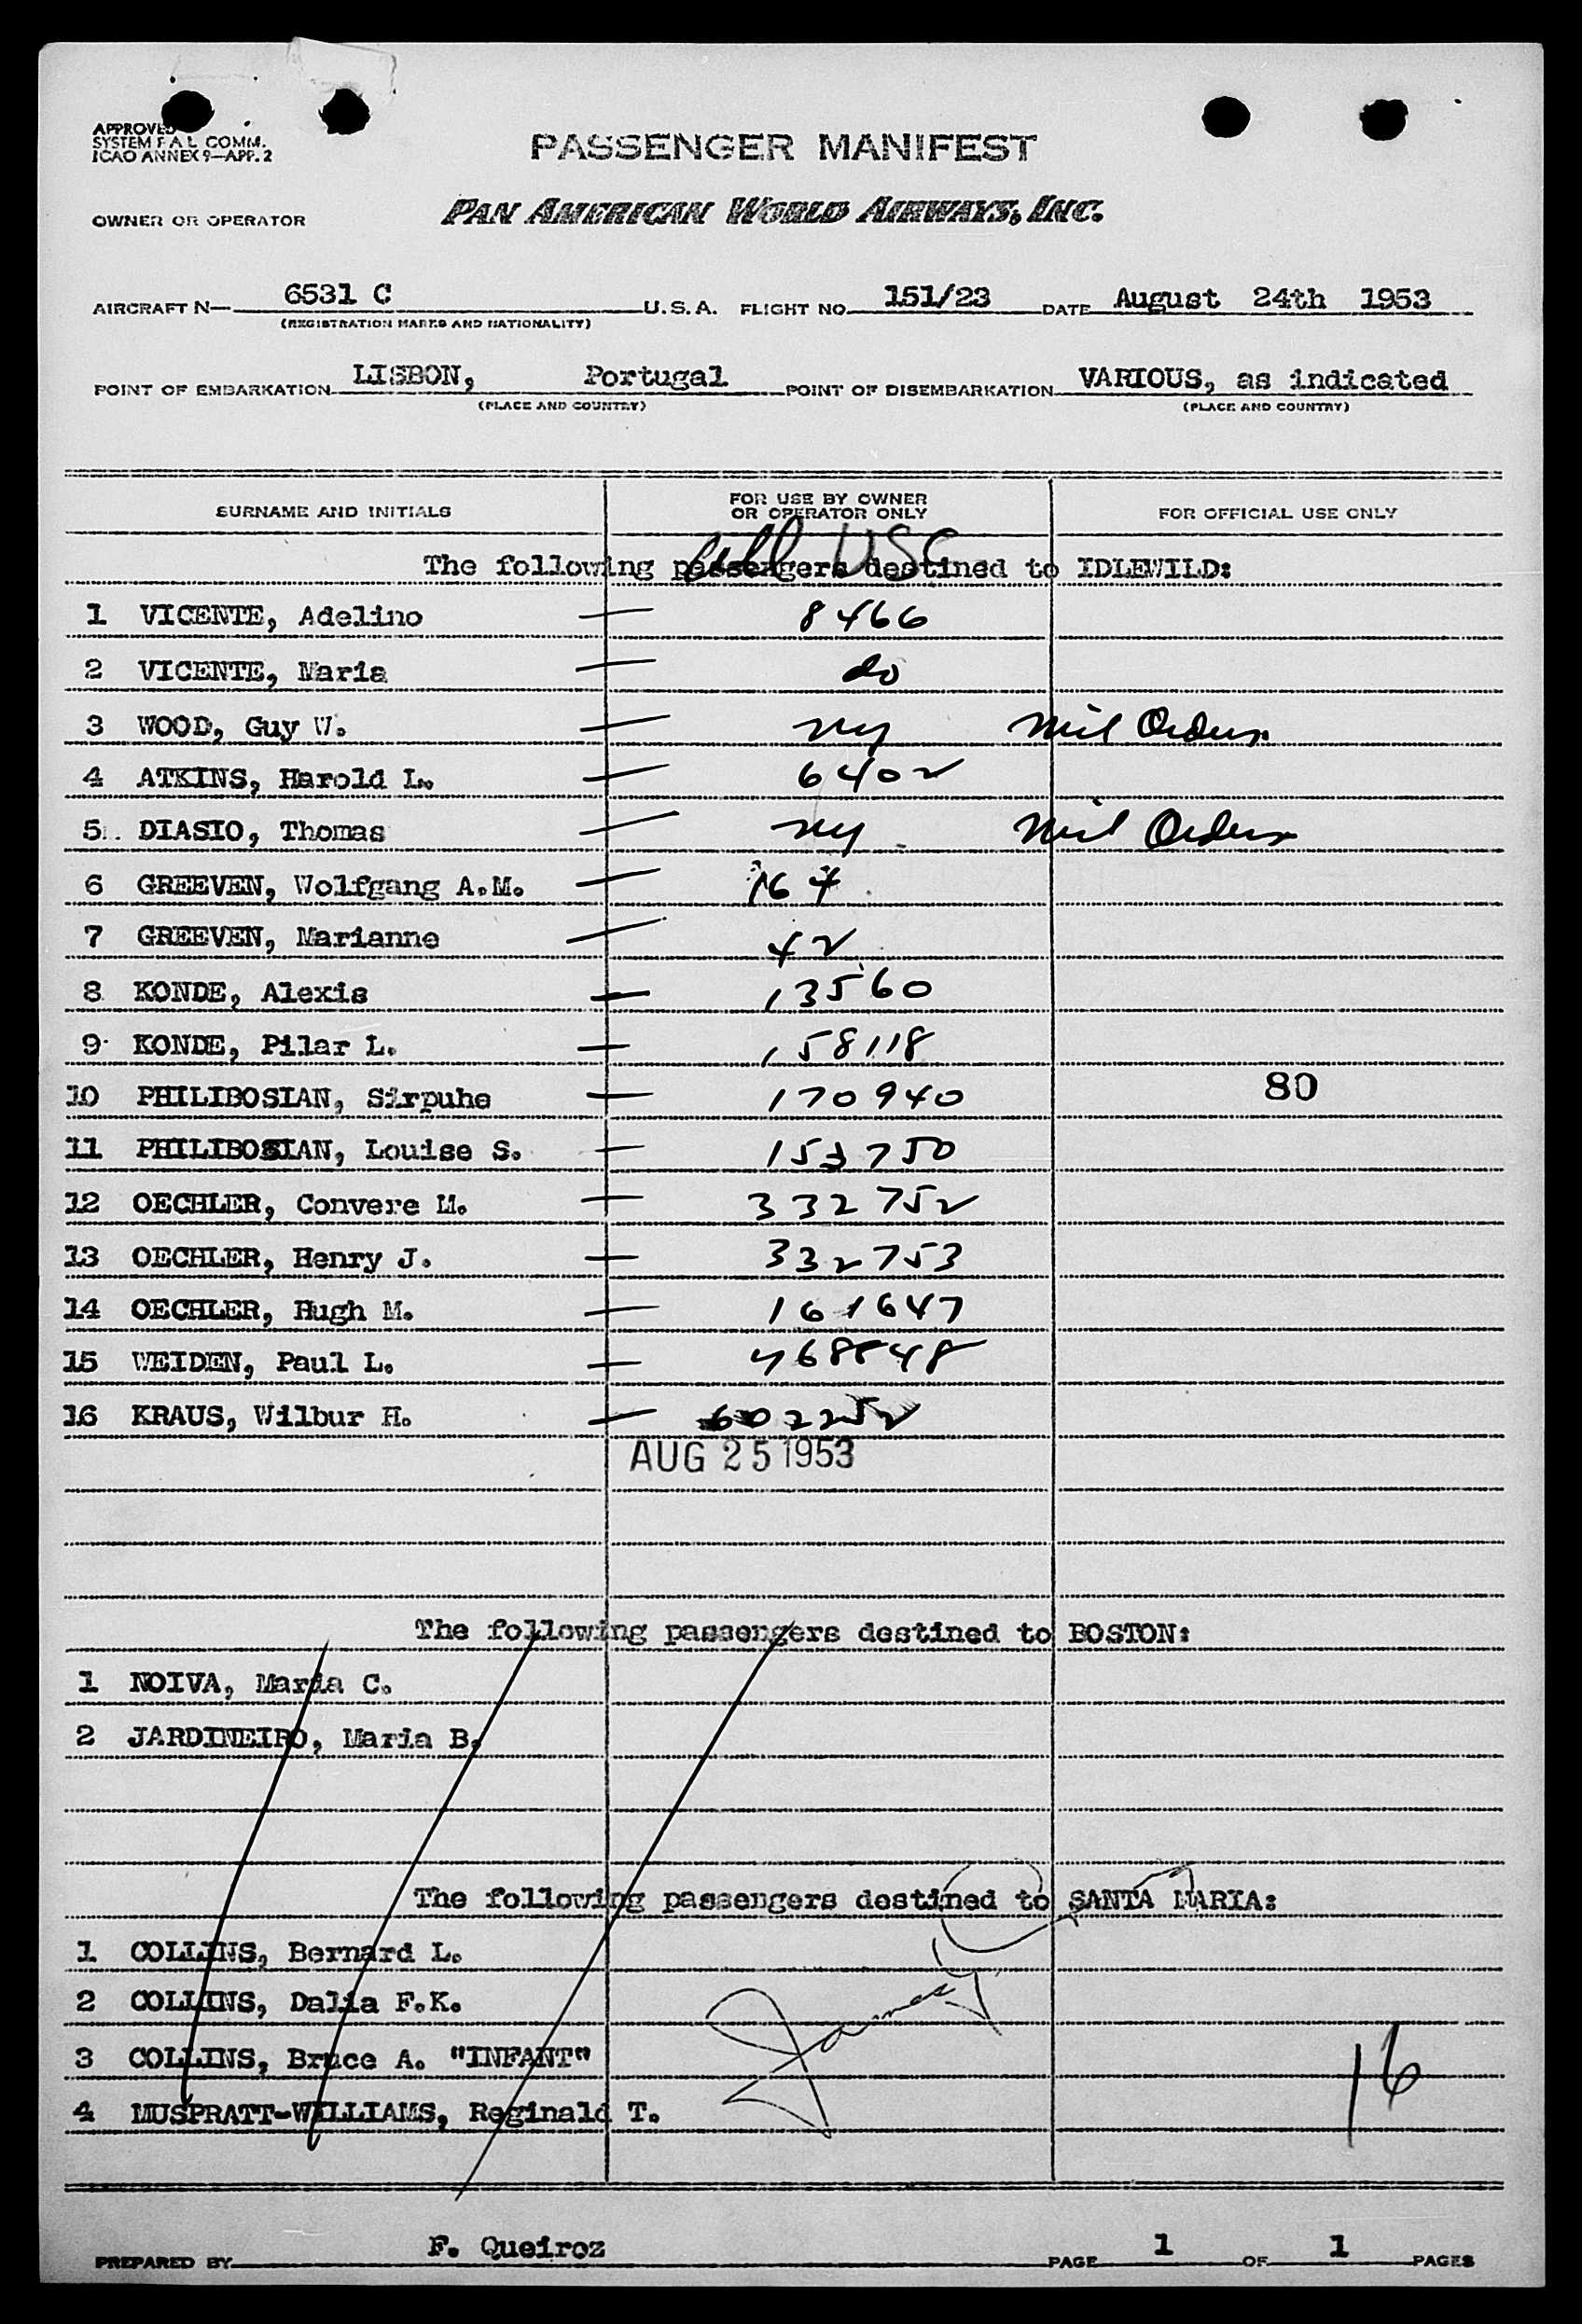 APPROVED
SYSTEM F A L COMM.
ICAO ANNEX 9—APP. 2
PASSENGER MANIFEST
OWNER OR OPERATOR PAN AMERICAN WORLD AIRWAYS, INC.
AIRCRAFT N— 6531 C U.S.A. FLIGHT NO. 151/23 DATE August 24th 1953
(REGISTRATION MARKS AND NATIONALITY)
POINT OF EMBARKATION LISBON, Portugal POINT OF DISEMBARKATION VARIOUS, as indicated
(PLACE AND COUNTRY) (PLACE AND COUNTRY)
SURNAME AND INITIALS FOR USE BY OWNER OR OPERATOR ONLY FOR OFFICIAL USE ONLY
all USC
The following passengers destined to IDLEWILD:
1 VICENTE, Adelino — 8466
2 VICENTE, Maria — do
3 WOOD, Guy W. — ny Mil Orders
4 ATKINS, Harold L. — 6402
5. DIASIO, Thomas — ny Mil Orders
6 GREEVEN, Wolfgang A.M. — 164
7 GREEVEN, Marianne — 42
8 KONDE, Alexis — 13560
9 KONDE, Pilar L. — 158118
10 PHILIBOSIAN, Sirpuhe — 170940 80
11 PHILIBOSIAN, Louise S. — 153750
12 OECHLER, Convere M. — 332752
13 OECHLER, Henry J. — 332753
14 OECHLER, Hugh M. — 161647
15 WEIDEN, Paul L. — 468848
16 KRAUS, Wilbur H. — 602252
AUG 25 1953
The following passengers destined to BOSTON:
1 NOIVA, Maria C.
2 JARDINEIRO, Maria B.
The following passengers destined to SANTA MARIA:
1 COLLINS, Bernard L.
2 COLLINS, Dalia F.K.
3 COLLINS, Bruce A. "INFANT"
4 MUSPRATT-WILLIAMS, Reginald T.
James
16
PREPARED BY F. Queiroz PAGE 1 OF 1 PAGES